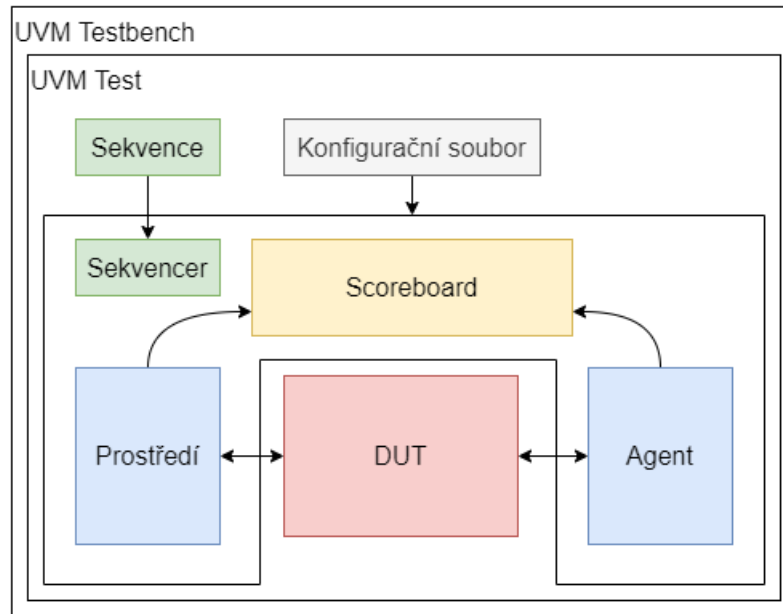 UVM Testbench
UVM Test
Sekvence
Konfigurační soubor
Sekvencer
Scoreboard
Prostředí
DUT
Agent